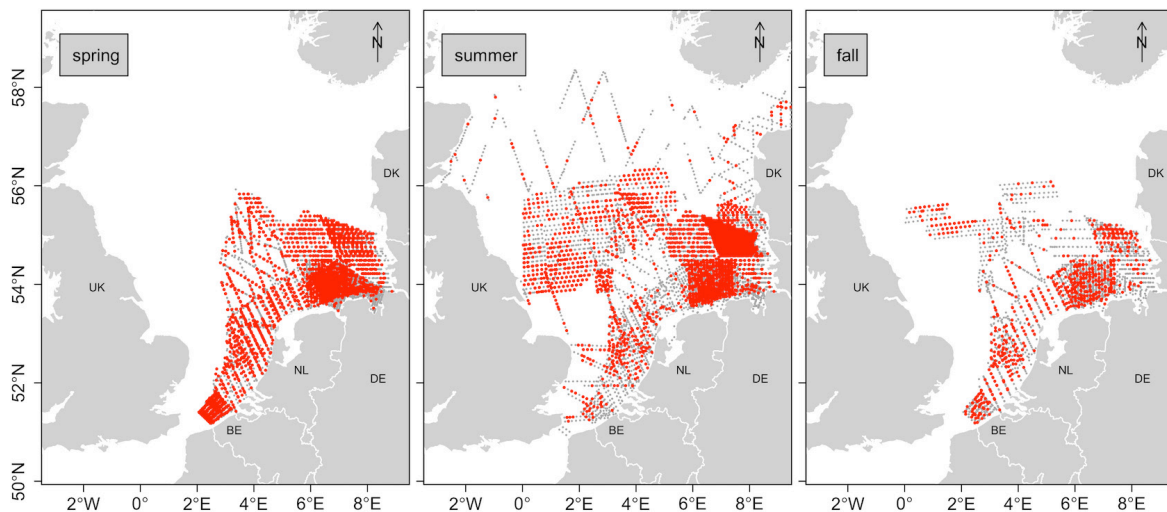 spring
N
summer
N
fall
N
58°N
56°N
54°N
52°N
50°N
DK
UK
NL
DE
BE
DK
UK
NL
DE
BE
DK
UK
NL
DE
BE
2°W 0° 2°E 4°E 6°E 8°E
2°W 0° 2°E 4°E 6°E 8°E
2°W 0° 2°E 4°E 6°E 8°E